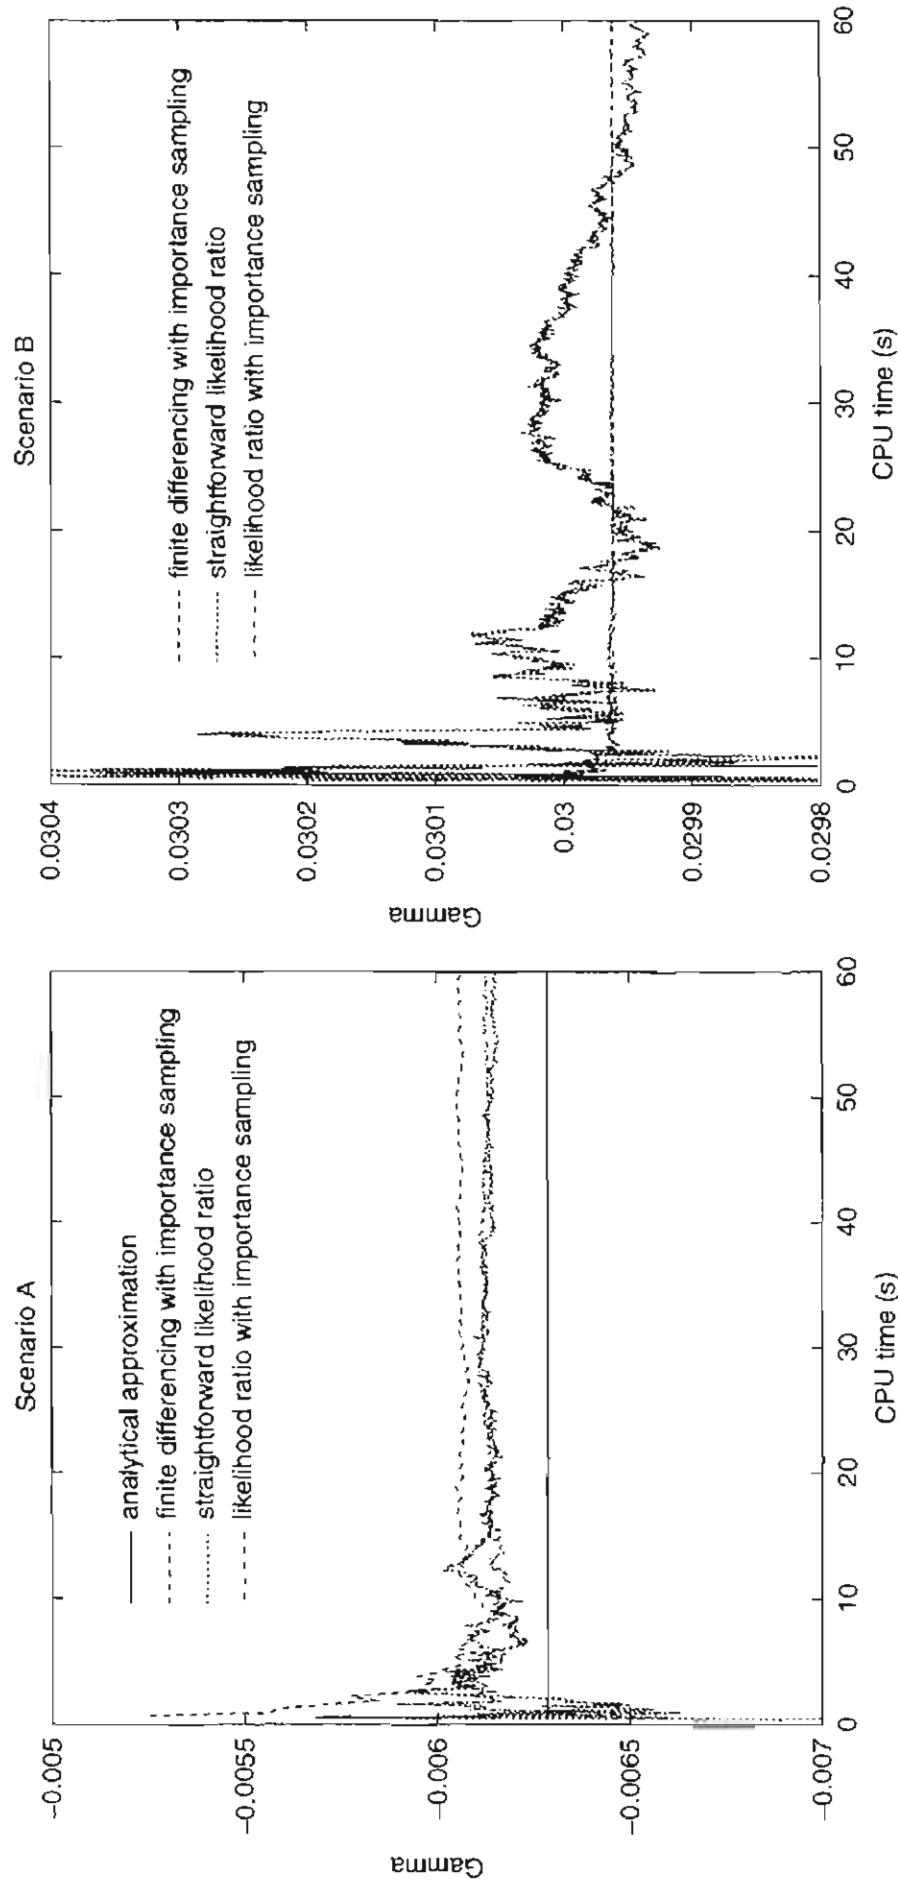 Scenario A
analytical approximation
finite differencing with importance sampling
straightforward likelihood ratio
likelihood ratio with importance sampling
-0.005
-0.0055
-0.006
-0.0065
-0.007
Gamma
0 10 20 30 40 50 60
CPU time (s)
Scenario B
finite differencing with importance sampling
straightforward likelihood ratio
likelihood ratio with importance sampling
0.0304
0.0303
0.0302
0.0301
0.03
0.0299
0.0298
Gamma
0 10 20 30 40 50 60
CPU time (s)